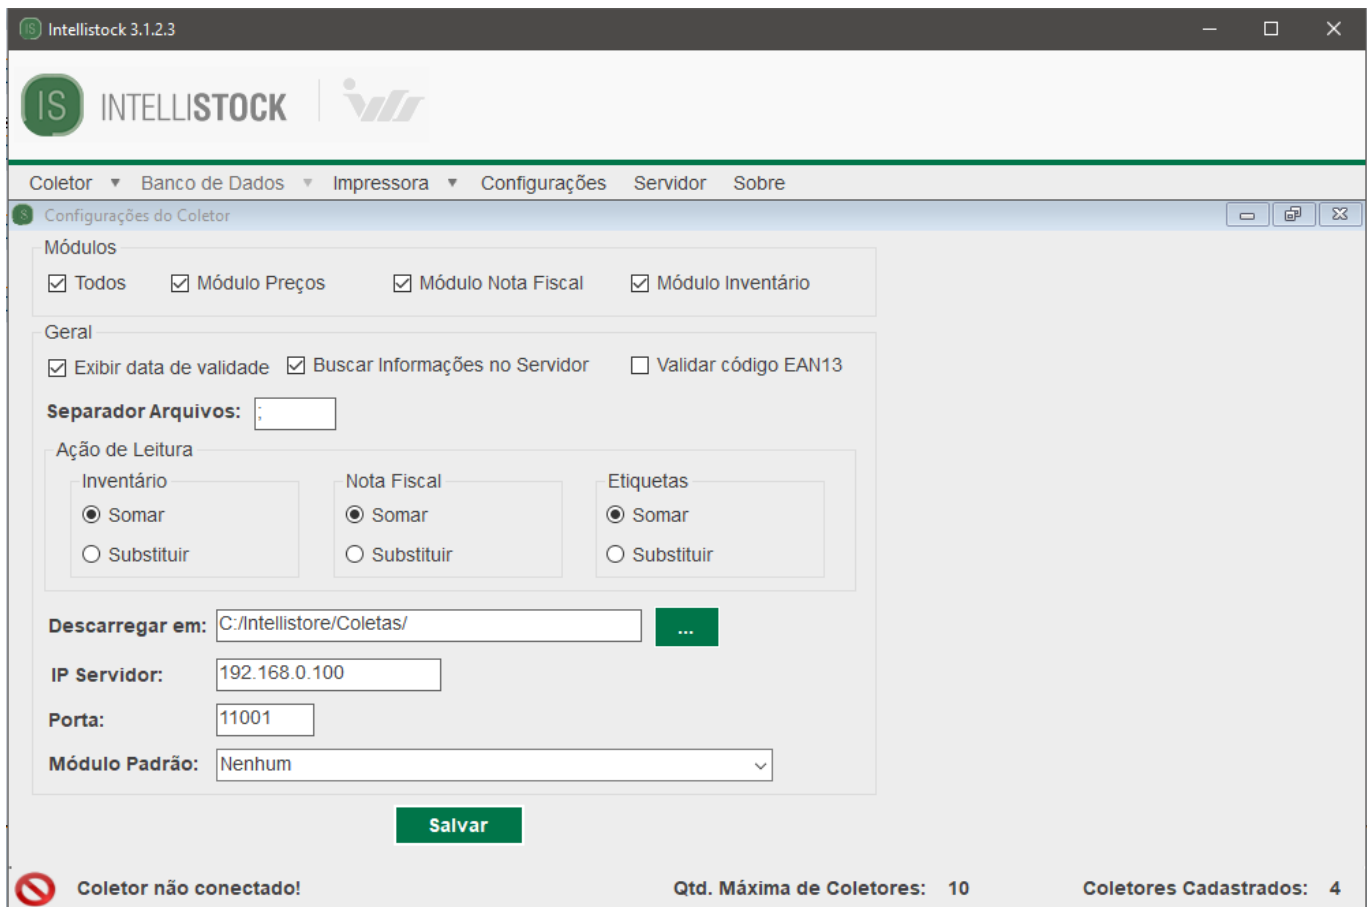 IS Intellistock 3.1.2.3
IS INTELLISTOCK iws
Coletor Banco de Dados Impressora Configurações Servidor Sobre
S Configurações do Coletor
Módulos
Todos Módulo Preços Módulo Nota Fiscal Módulo Inventário
Geral
Exibir data de validade Buscar Informações no Servidor Validar código EAN13
Separador Arquivos: ;
Ação de Leitura
Inventário Nota Fiscal Etiquetas
Somar Somar Somar
Substituir Substituir Substituir
Descarregar em: C:/Intellistore/Coletas/ ...
IP Servidor: 192.168.0.100
Porta: 11001
Módulo Padrão: Nenhum
Salvar
Coletor não conectado! Qtd. Máxima de Coletores: 10 Coletores Cadastrados: 4